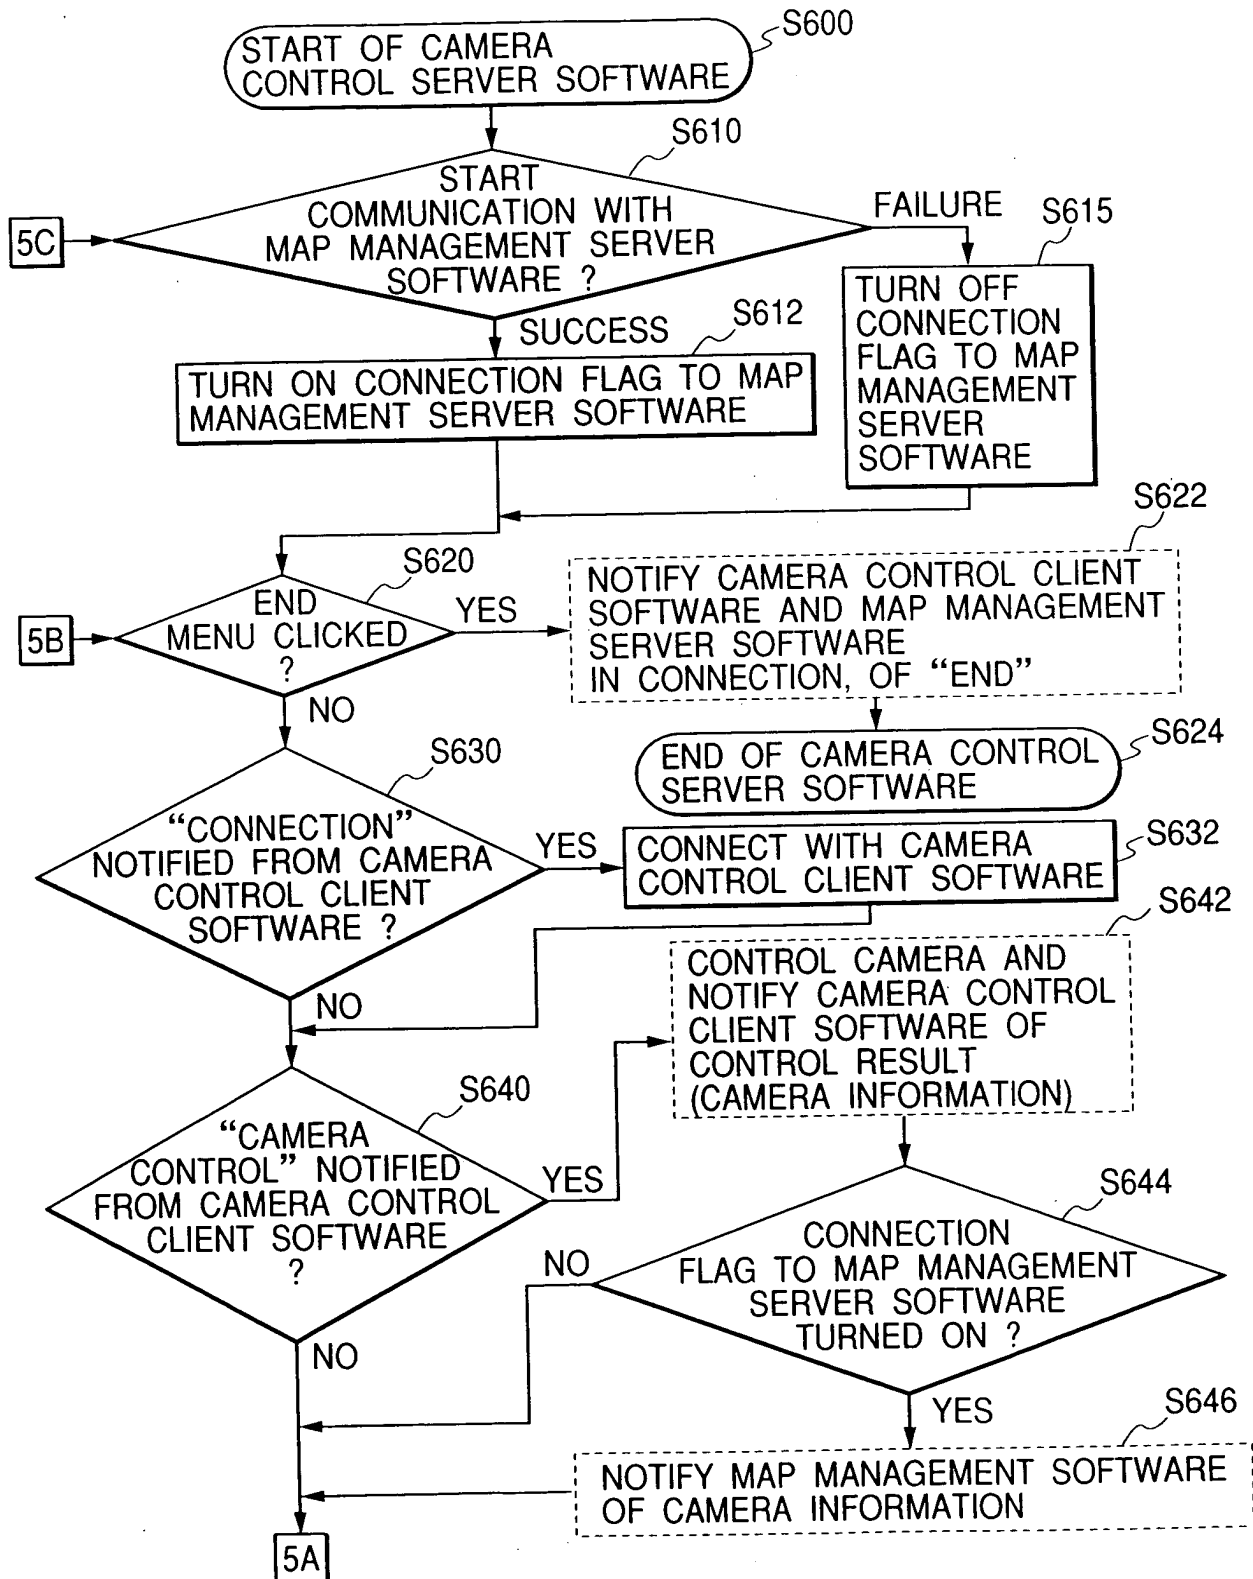 START OF CAMERA
CONTROL SERVER SOFTWARE
S600
S610
START
COMMUNICATION WITH
MAP MANAGEMENT SERVER
SOFTWARE ?
5C
FAILURE
S615
TURN OFF
CONNECTION
FLAG TO MAP
MANAGEMENT
SERVER
SOFTWARE
SUCCESS
S612
TURN ON CONNECTION FLAG TO MAP
MANAGEMENT SERVER SOFTWARE
S620
END
MENU CLICKED
?
5B
YES
S622
NOTIFY CAMERA CONTROL CLIENT
SOFTWARE AND MAP MANAGEMENT
SERVER SOFTWARE
IN CONNECTION, OF “END”
NO
S624
END OF CAMERA CONTROL
SERVER SOFTWARE
S630
“CONNECTION”
NOTIFIED FROM CAMERA
CONTROL CLIENT
SOFTWARE ?
YES
S632
CONNECT WITH CAMERA
CONTROL CLIENT SOFTWARE
NO
S642
CONTROL CAMERA AND
NOTIFY CAMERA CONTROL
CLIENT SOFTWARE OF
CONTROL RESULT
(CAMERA INFORMATION)
S640
“CAMERA
CONTROL” NOTIFIED
FROM CAMERA CONTROL
CLIENT SOFTWARE
?
YES
S644
CONNECTION
FLAG TO MAP MANAGEMENT
SERVER SOFTWARE
TURNED ON ?
NO
NO
YES
S646
NOTIFY MAP MANAGEMENT SOFTWARE
OF CAMERA INFORMATION
5A